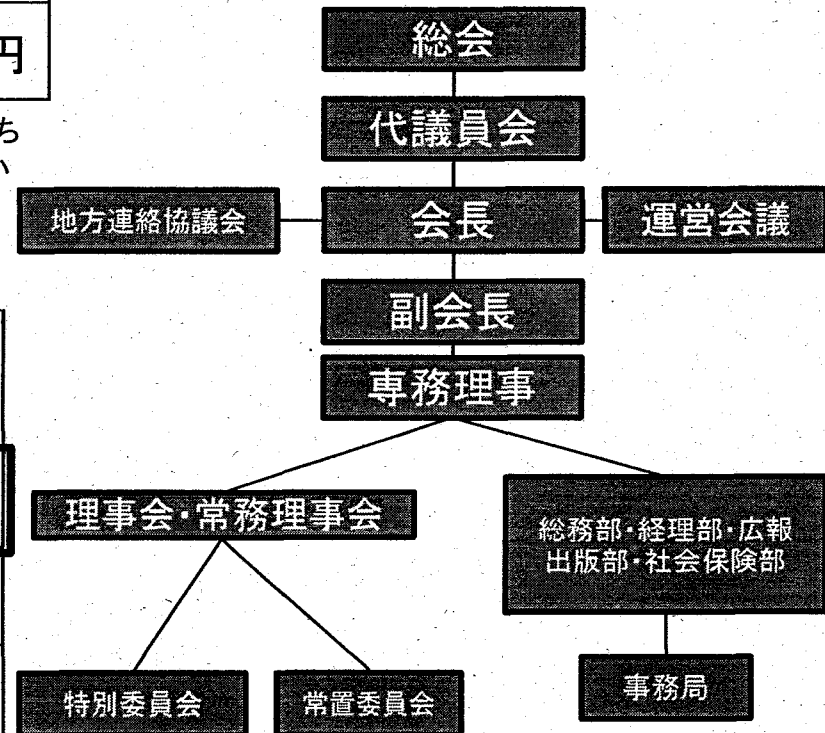 円
ち
い
総会
代議員会
地方連絡協議会
会長
運営会議
副会長
専務理事
理事会・常務理事会
総務部・経理部・広報
出版部・社会保険部
特別委員会
常置委員会
事務局